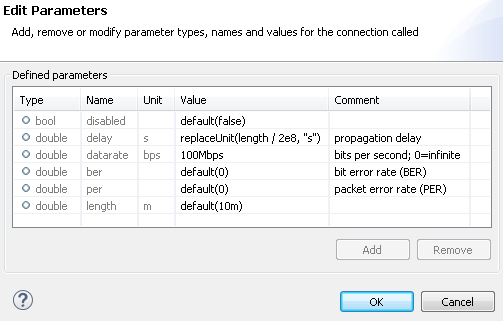 Edit Parameters
Add, remove or modify parameter types, names and values for the connection called
Defined parameters
Type Name Unit Value Comment
bool disabled default(false)
double delay s replaceUnit(length / 2e8, "s") propagation delay
double datarate bps 100Mbps bits per second; 0=infinite
double ber default(0) bit error rate (BER)
double per default(0) packet error rate (PER)
double length m default(10m)
Add Remove
? OK Cancel